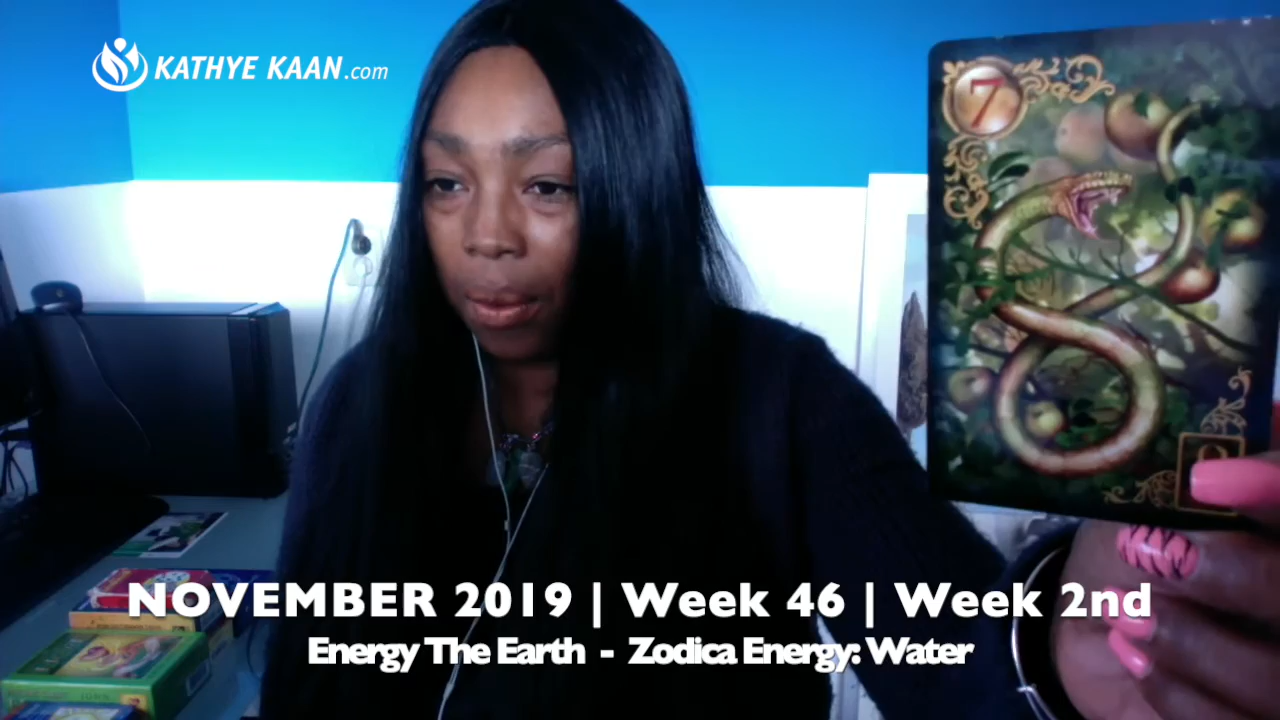 KATHYE KAAN.com
7
NOVEMBER 2019 | Week 46 | Week 2nd
Energy The Earth - Zodica Energy: Water